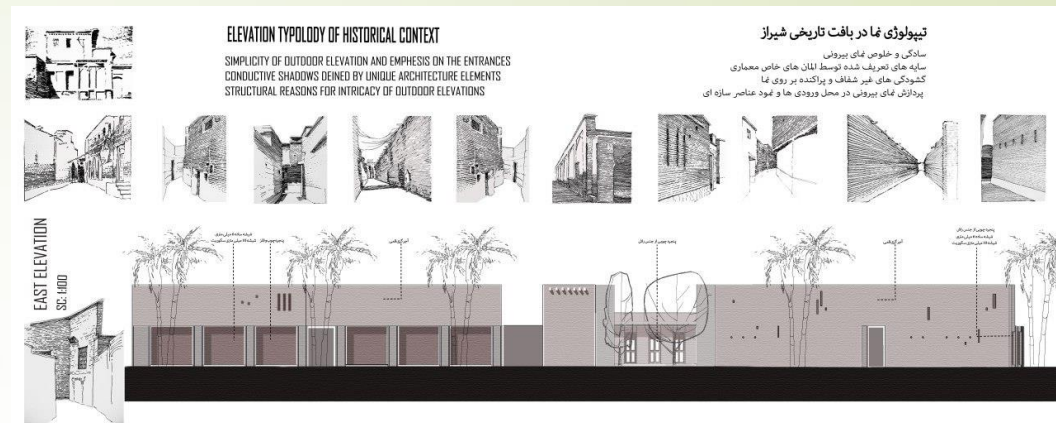 ELEVATION TYPOLODY OF HISTORICAL CONTEXT
SIMPLICITY OF OUTDOOR ELEVATION AND EMPHESIS ON THE ENTRANCES
CONDUCTIVE SHADOWS DEINED BY UNIQUE ARCHITECTURE ELEMENTS
STRUCTURAL REASONS FOR INTRICACY OF OUTDOOR ELEVATIONS
تیپولوژی نما در بافت تاریخی شیراز
سادگی و خلوص نمای بیرونی
سایه های تعریف شده توسط المان های خاص معماری
گشودگی های غیر شفاف و پراکنده بر روی نما
پردازش نمای بیرونی در محل ورودی ها و نمود عناصر سازه ای
EAST ELEVATION
SC: 1:100